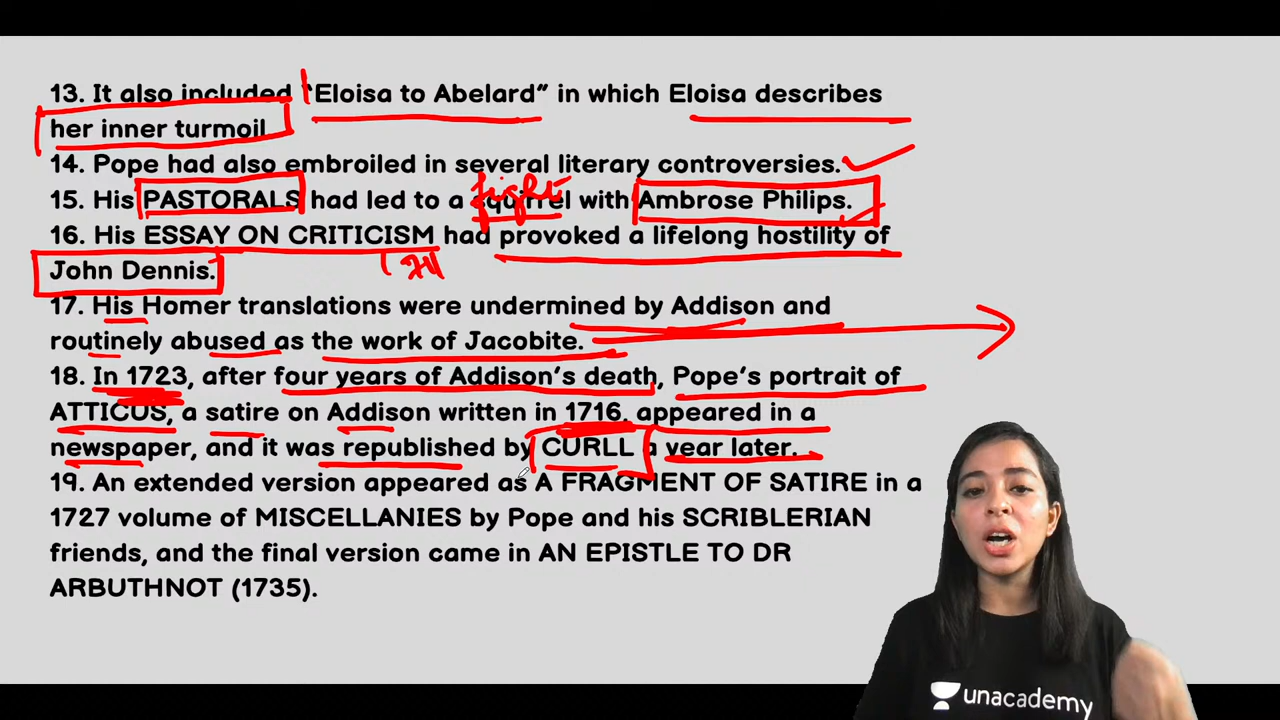 13. It also included "Eloisa to Abelard" in which Eloisa describes
her inner turmoil
14. Pope had also embroiled in several literary controversies.
fight
15. His PASTORALS had led to a squirrel with Ambrose Philips.
16. His ESSAY ON CRITICISM had provoked a lifelong hostility of
John Dennis.
17. His Homer translations were undermined by Addison and
routinely abused as the work of Jacobite.
18. In 1723, after four years of Addison's death, Pope's portrait of
ATTICUS, a satire on Addison written in 1716, appeared in a
newspaper, and it was republished by CURLL a year later.
19. An extended version appeared as A FRAGMENT OF SATIRE in a
1727 volume of MISCELLANIES by Pope and his SCRIBLERIAN
friends, and the final version came in AN EPISTLE TO DR
ARBUTHNOT (1735).
unacademy